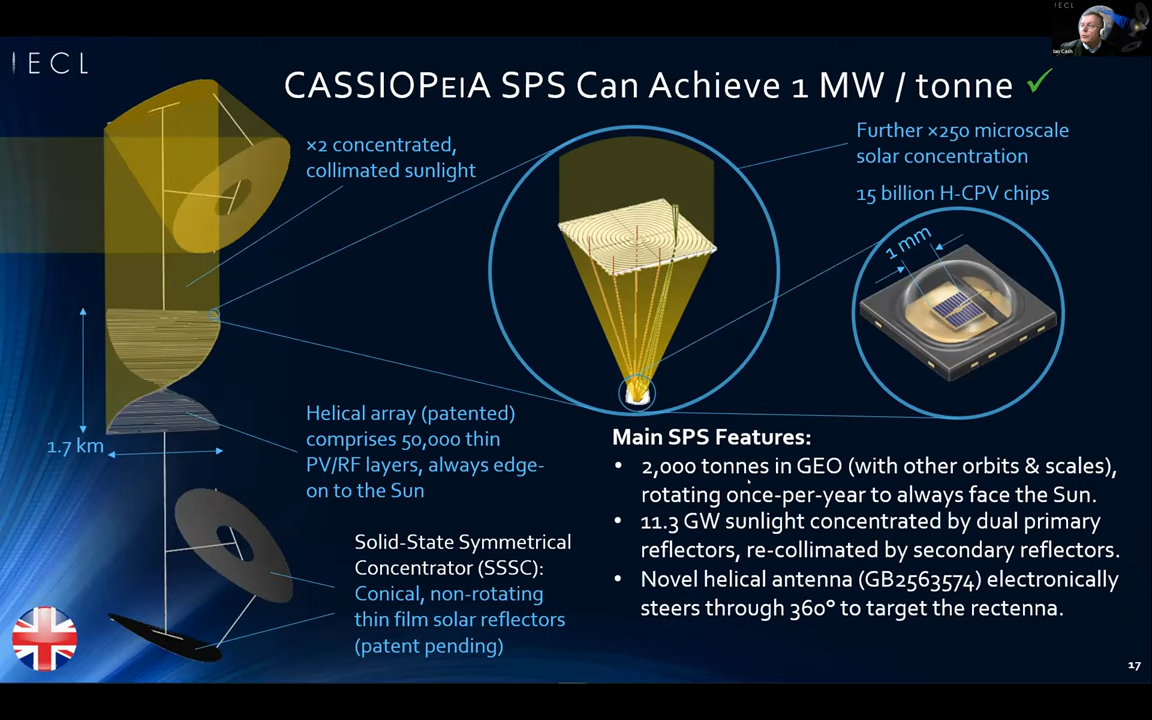 IECL
IECL
Ian Cash
CASSIOPEIA SPS Can Achieve 1 MW / tonne ✓
×2 concentrated,
collimated sunlight
Further ×250 microscale
solar concentration
15 billion H-CPV chips
1 mm
Helical array (patented)
comprises 50,000 thin
PV/RF layers, always edge-
on to the Sun
1.7 km
Solid-State Symmetrical
Concentrator (SSSC):
Conical, non-rotating
thin film solar reflectors
(patent pending)
Main SPS Features:
• 2,000 tonnes in GEO (with other orbits & scales),
rotating once-per-year to always face the Sun.
• 11.3 GW sunlight concentrated by dual primary
reflectors, re-collimated by secondary reflectors.
• Novel helical antenna (GB2563574) electronically
steers through 360° to target the rectenna.
17